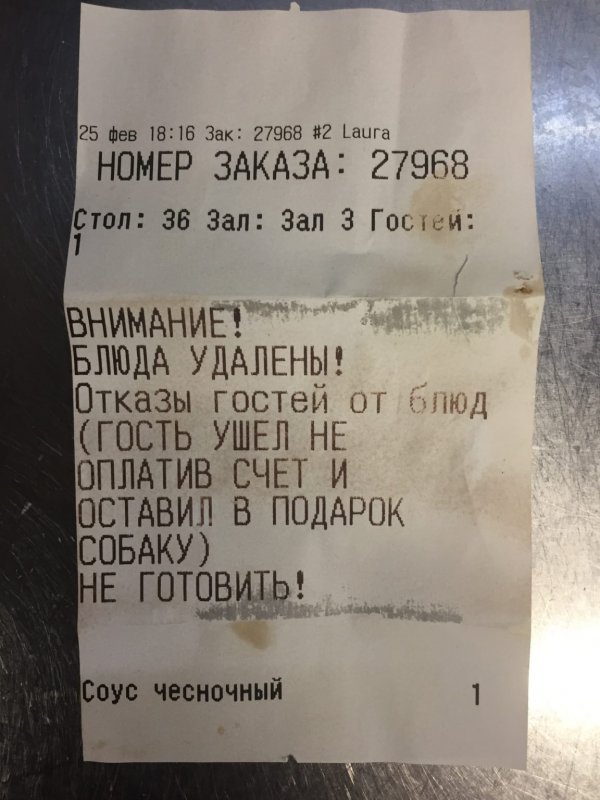 25 фев 18:16 Зак: 27968 #2 Laura
НОМЕР ЗАКАЗА: 27968
Стол: 36 Зал: Зал 3 Гостей:
1
ВНИМАНИЕ!
БЛЮДА УДАЛЕНЫ!
Отказы гостей от блюд
(ГОСТЬ УШЕЛ НЕ
ОПЛАТИВ СЧЕТ И
ОСТАВИЛ В ПОДАРОК
СОБАКУ)
НЕ ГОТОВИТЬ!
Соус чесночный 1